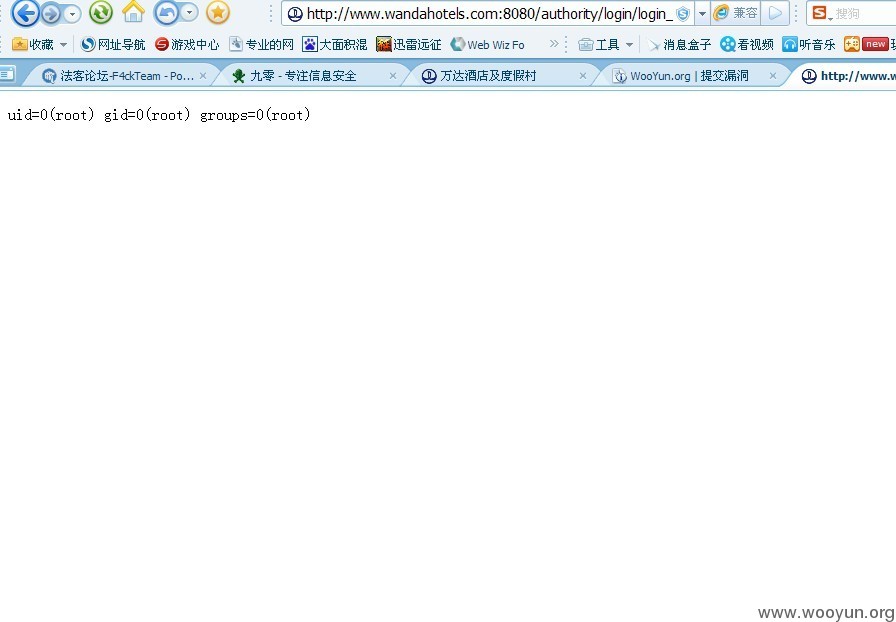 http://www.wandahotels.com:8080/authority/login/login_ 兼容 搜狗
收藏 网址导航 游戏中心 专业的网 大面积混 迅雷远征 Web Wiz Fo » 工具 消息盒子 看视频 听音乐 new
法客论坛-F4ckTeam - Po... 九零 - 专注信息安全 万达酒店及度假村 WooYun.org | 提交漏洞 http://www.w
uid=0(root) gid=0(root) groups=0(root)
www.wooyun.org